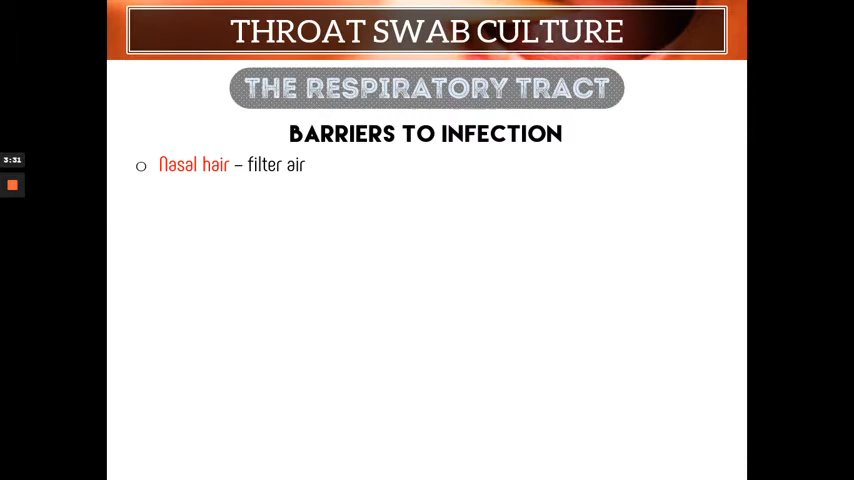 THROAT SWAB CULTURE
THE RESPIRATORY TRACT
BARRIERS TO INFECTION
3:31
o Nasal hair – filter air